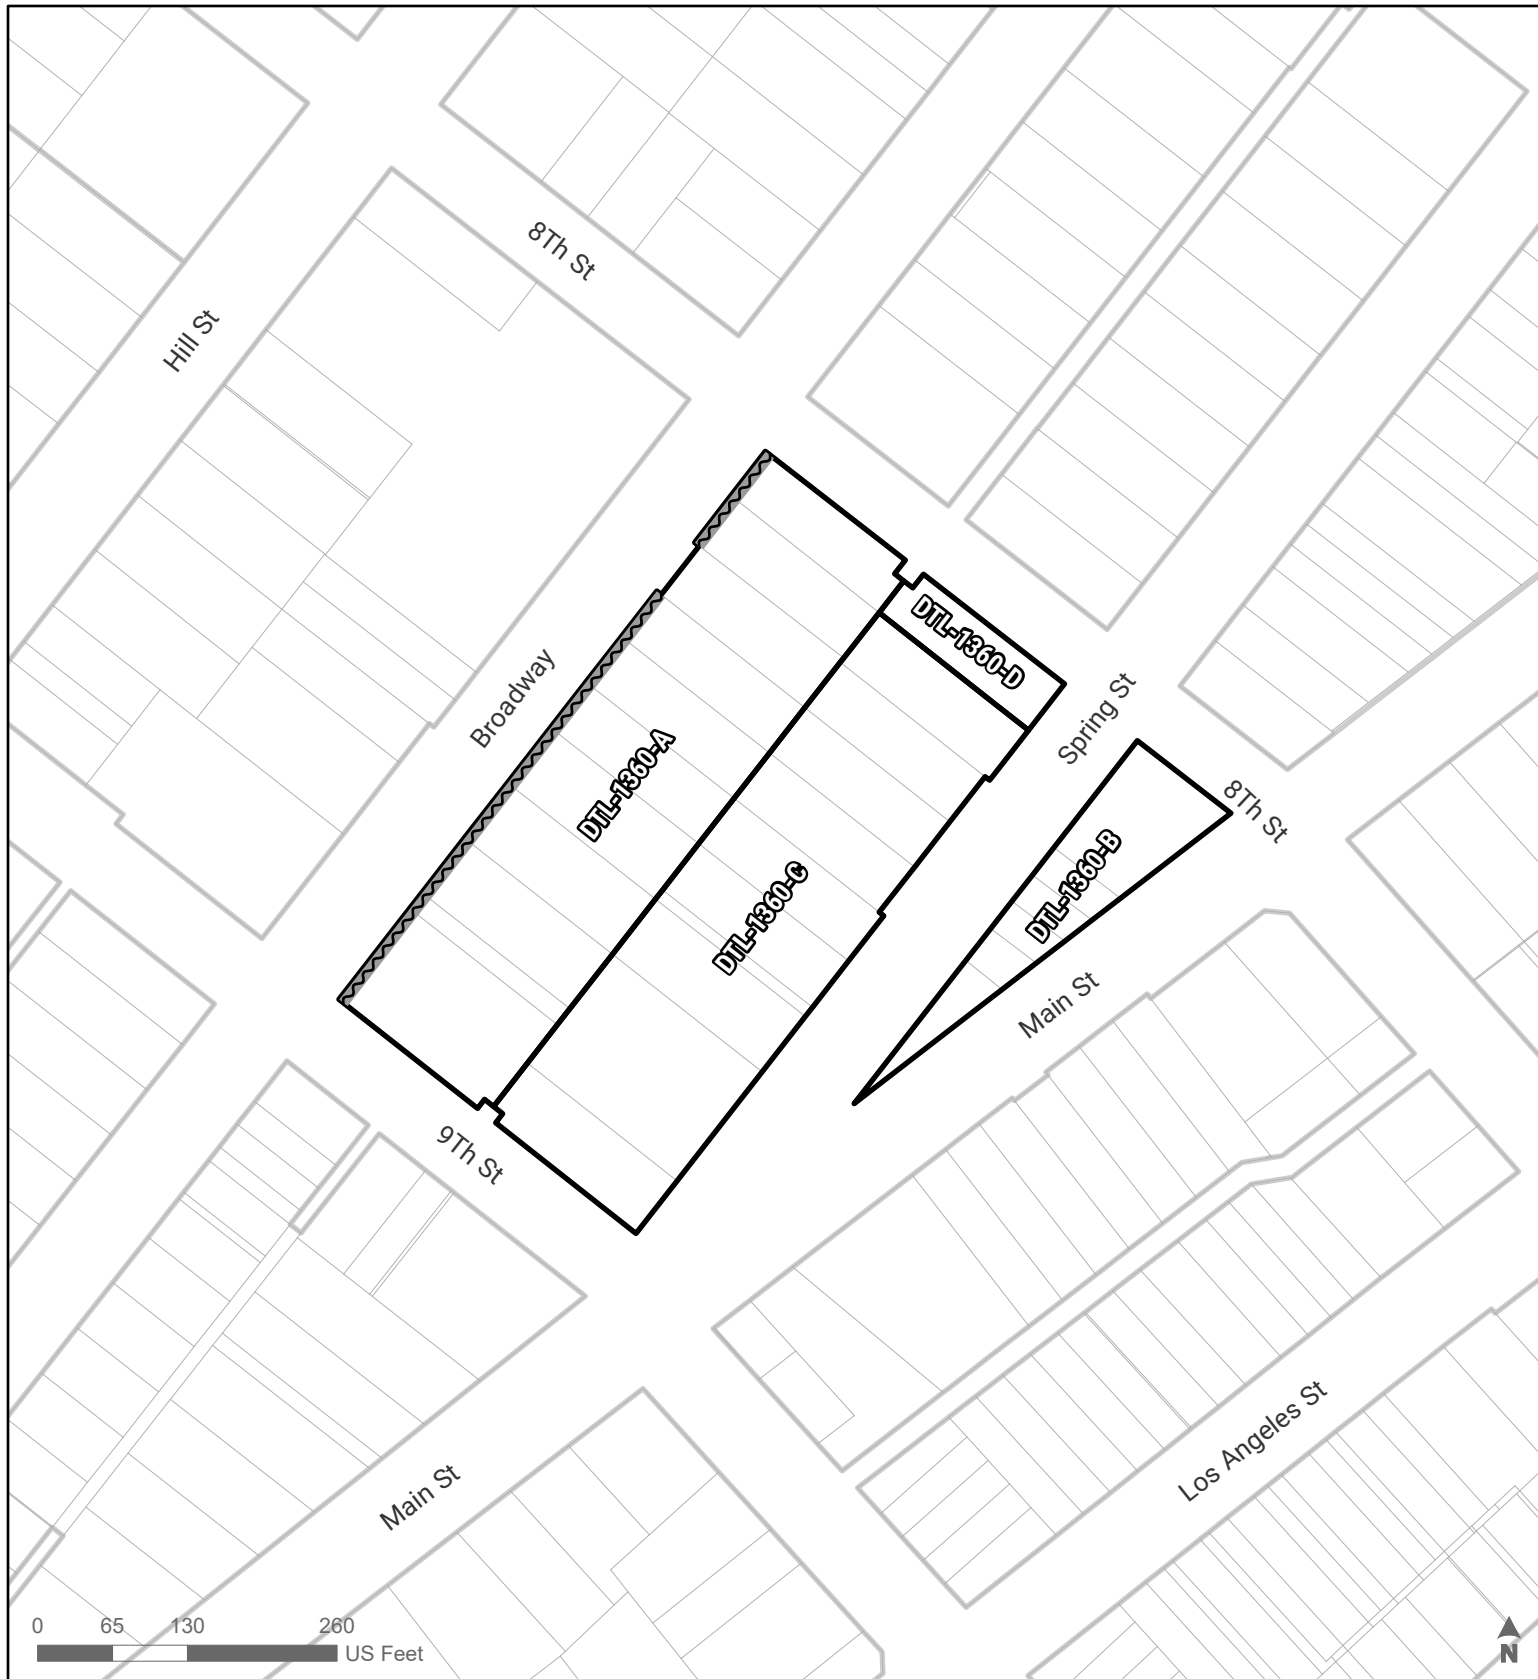 8Th St
Hill St
Broadway
DTL-1360-D
Spring St
DTL-1360-A
8Th St
DTL-1360-B
DTL-1360-C
Main St
9Th St
Los Angeles St
Main St
0 65 130 260
US Feet
N